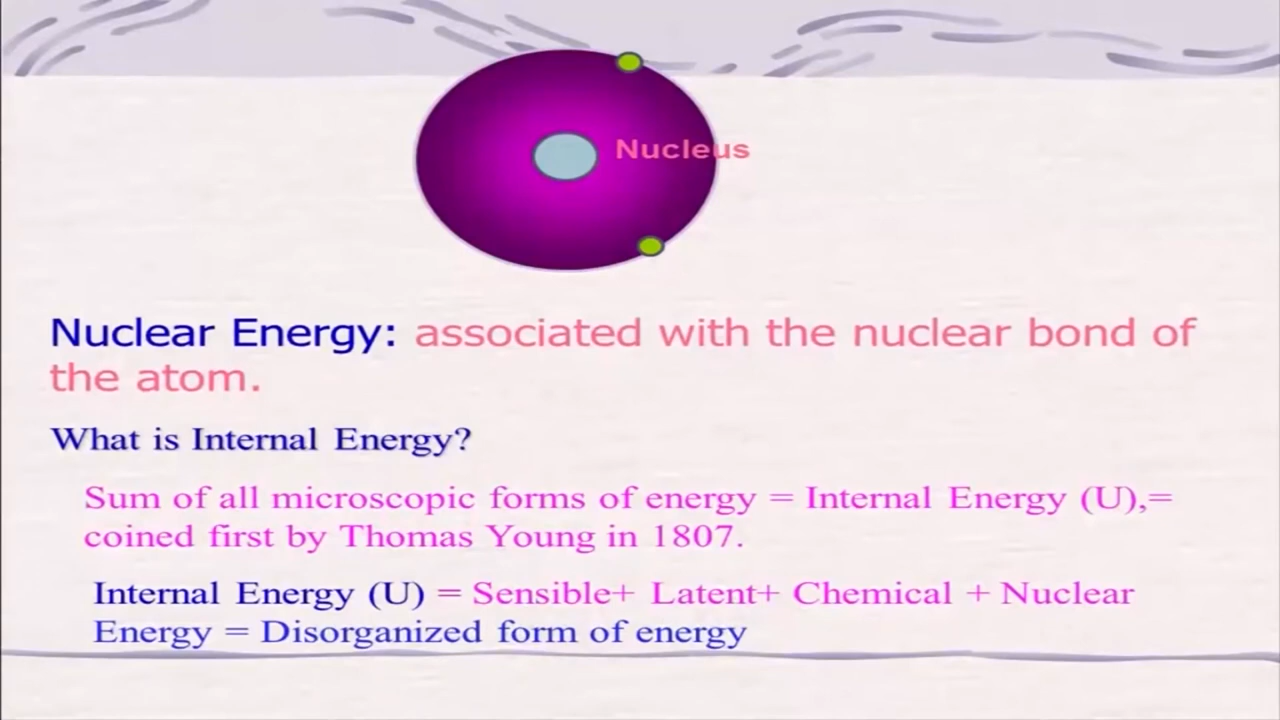 Nucleus
Nuclear Energy: associated with the nuclear bond of
the atom.
What is Internal Energy?
Sum of all microscopic forms of energy = Internal Energy (U),=
coined first by Thomas Young in 1807.
Internal Energy (U) = Sensible+ Latent+ Chemical + Nuclear
Energy = Disorganized form of energy